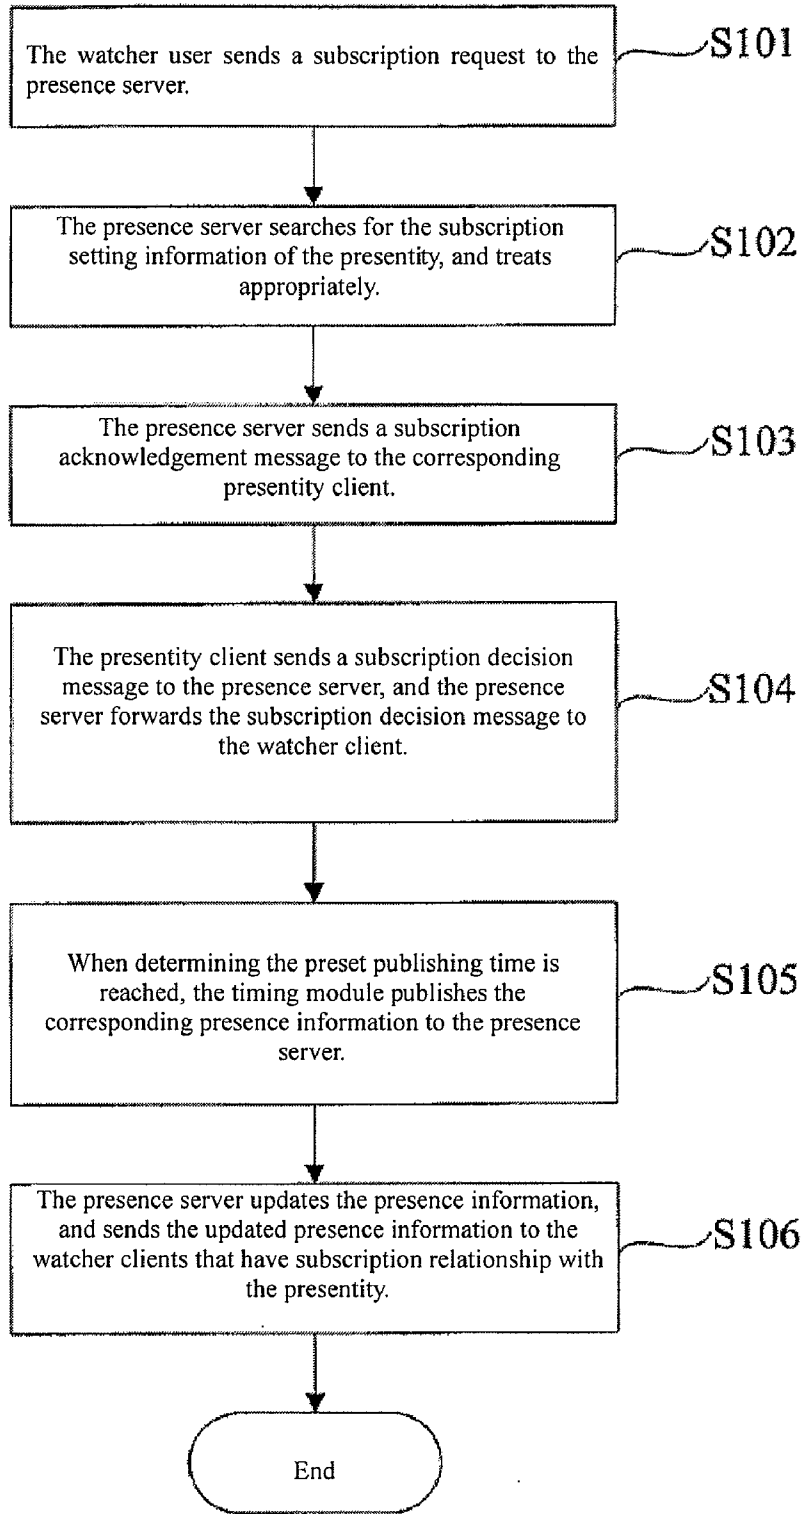 The watcher user sends a subscription request to the
presence server.
S101
The presence server searches for the subscription
setting information of the presentity, and treats
appropriately.
S102
The presence server sends a subscription
acknowledgement message to the corresponding
presentity client.
S103
The presentity client sends a subscription decision
message to the presence server, and the presence
server forwards the subscription decision message to
the watcher client.
S104
When determining the preset publishing time is
reached, the timing module publishes the
corresponding presence information to the presence
server.
S105
The presence server updates the presence information,
and sends the updated presence information to the
watcher clients that have subscription relationship with
the presentity.
S106
End